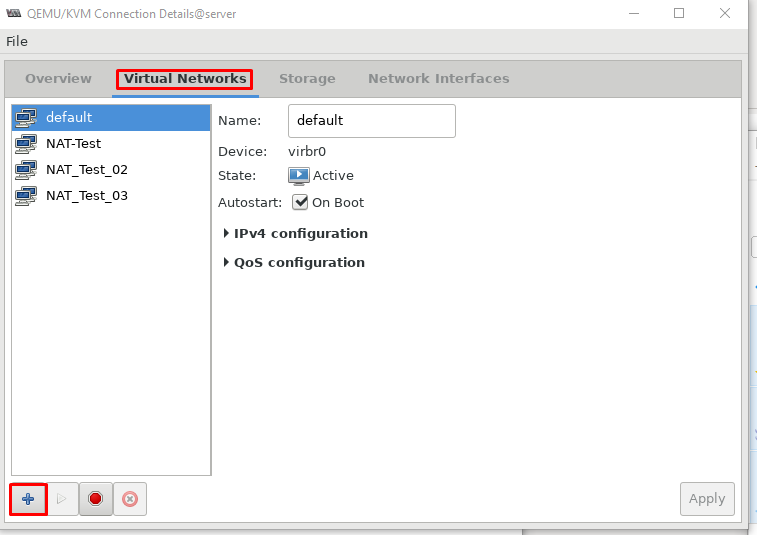 QEMU/KVM Connection Details@server
File
Overview Virtual Networks Storage Network Interfaces
default
NAT-Test
NAT_Test_02
NAT_Test_03
Name: default
Device: virbr0
State: Active
Autostart: On Boot
IPv4 configuration
QoS configuration
Apply